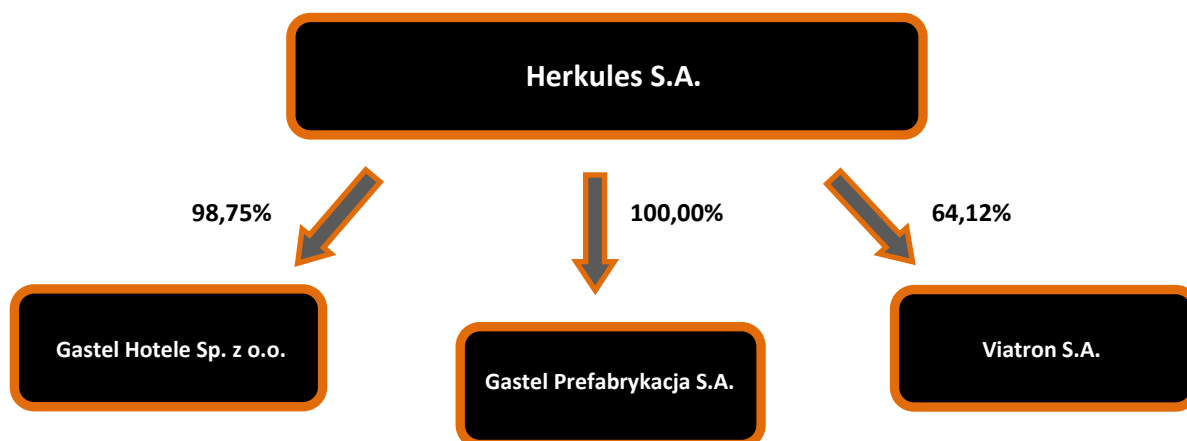 Herkules S.A.
98,75%
100,00%
64,12%
Gastel Hotele Sp. z o.o.
Gastel Prefabrykacja S.A.
Viatron S.A.